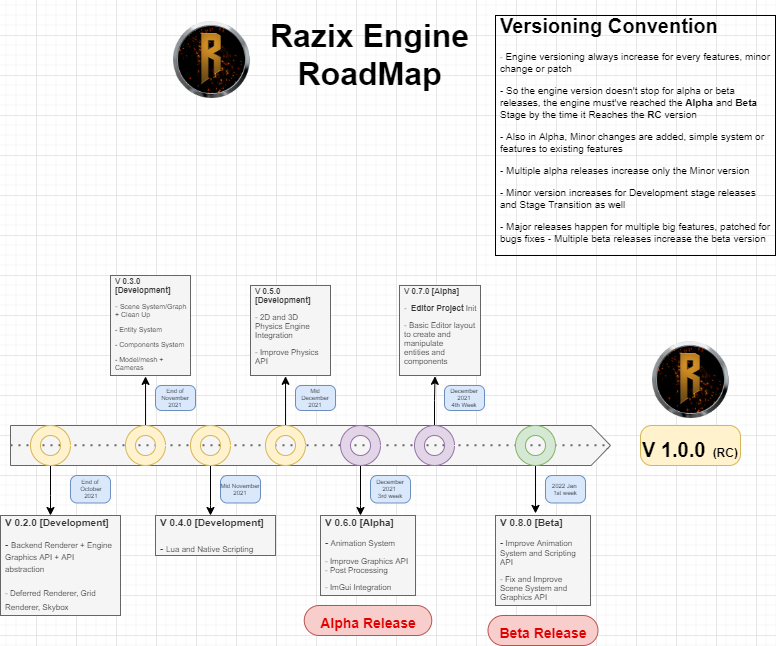 Razix Engine
RoadMap
Versioning Convention
- Engine versioning always increase for every features, minor
change or patch
- So the engine version doesn't stop for alpha or beta
releases, the engine must've reached the Alpha and Beta
Stage by the time it Reaches the RC version
- Also in Alpha, Minor changes are added, simple system or
features to existing features
- Multiple alpha releases increase only the Minor version
- Minor version increases for Development stage releases
and Stage Transition as well
- Major releases happen for multiple big features, patched for
bugs fixes - Multiple beta releases increase the beta version
V 0.3.0
[Development]
- Scene System/Graph
+ Clean Up
- Entity System
- Components System
- Model/mesh +
Cameras
V 0.5.0
[Development]
- 2D and 3D
Physics Engine
Integration
- Improve Physics
API
V 0.7.0 [Alpha]
- Editor Project Init
- Basic Editor layout
to create and
manipulate
entities and
components
End of
November
2021
Mid
December
2021
December
2021
4th Week
R
R
V 1.0.0 (RC)
End of
October
2021
Mid November
2021
December
2021
3rd week
2022 Jan
1st week
V 0.2.0 [Development]
- Backend Renderer + Engine
Graphics API + API
abstraction
- Deferred Renderer, Grid
Renderer, Skybox
V 0.4.0 [Development]
- Lua and Native Scripting
V 0.6.0 [Alpha]
- Animation System
- Improve Graphics API
- Post Processing
- ImGui Integration
V 0.8.0 [Beta]
- Improve Animation
System and Scripting
API
- Fix and Improve
Scene System and
Graphics API
Alpha Release
Beta Release